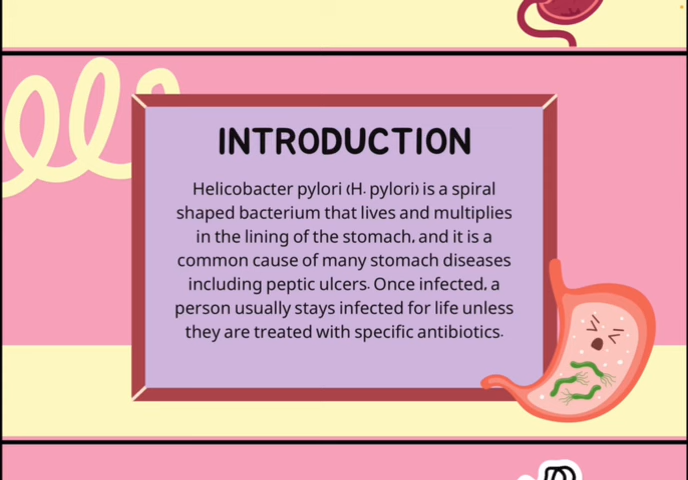 INTRODUCTION
Helicobacter pylori (H. pylori) is a spiral
shaped bacterium that lives and multiplies
in the lining of the stomach, and it is a
common cause of many stomach diseases
including peptic ulcers. Once infected, a
person usually stays infected for life unless
they are treated with specific antibiotics.